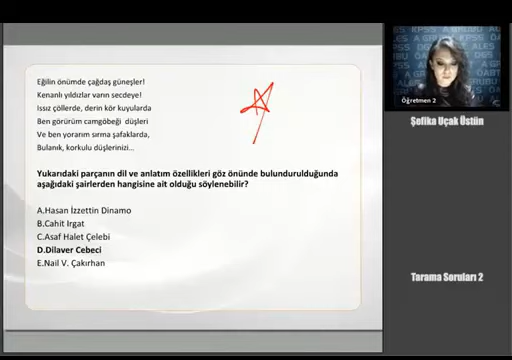 Eğilin önümde çağdaş güneşler!
Kenanlı yıldızlar varın secdeye!
Issız çöllerde, derin kör kuyularda
Ben görürüm camgöbeği düşleri
Ve ben yorarım sırma şafaklarda,
Bulanık, korkulu düşlerinizi...
Yukarıdaki parçanın dil ve anlatım özellikleri göz önünde bulundurulduğunda
aşağıdaki şairlerden hangisine ait olduğu söylenebilir?
A.Hasan İzzettin Dinamo
B.Cahit Irgat
C.Asaf Halet Çelebi
D.Dilaver Cebeci
E.Nail V. Çakırhan
Öğretmen 2
Şefika Uçak Üstün
Tarama Soruları 2